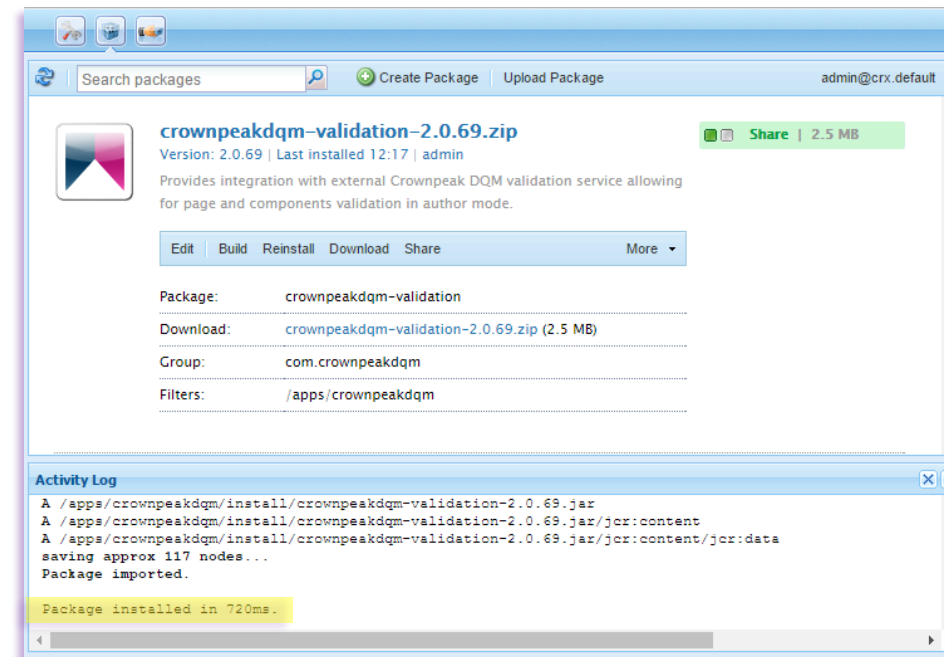 Search packages Create Package Upload Package admin@crx.default
crownpeakdqm-validation-2.0.69.zip Share | 2.5 MB
Version: 2.0.69 | Last installed 12:17 | admin
Provides integration with external Crownpeak DQM validation service allowing
for page and components validation in author mode.
Edit Build Reinstall Download Share More
Package: crownpeakdqm-validation
Download: crownpeakdqm-validation-2.0.69.zip (2.5 MB)
Group: com.crownpeakdqm
Filters: /apps/crownpeakdqm
Activity Log
A /apps/crownpeakdqm/install/crownpeakdqm-validation-2.0.69.jar
A /apps/crownpeakdqm/install/crownpeakdqm-validation-2.0.69.jar/jcr:content
A /apps/crownpeakdqm/install/crownpeakdqm-validation-2.0.69.jar/jcr:content/jcr:data
saving approx 117 nodes...
Package imported.
Package installed in 720ms.